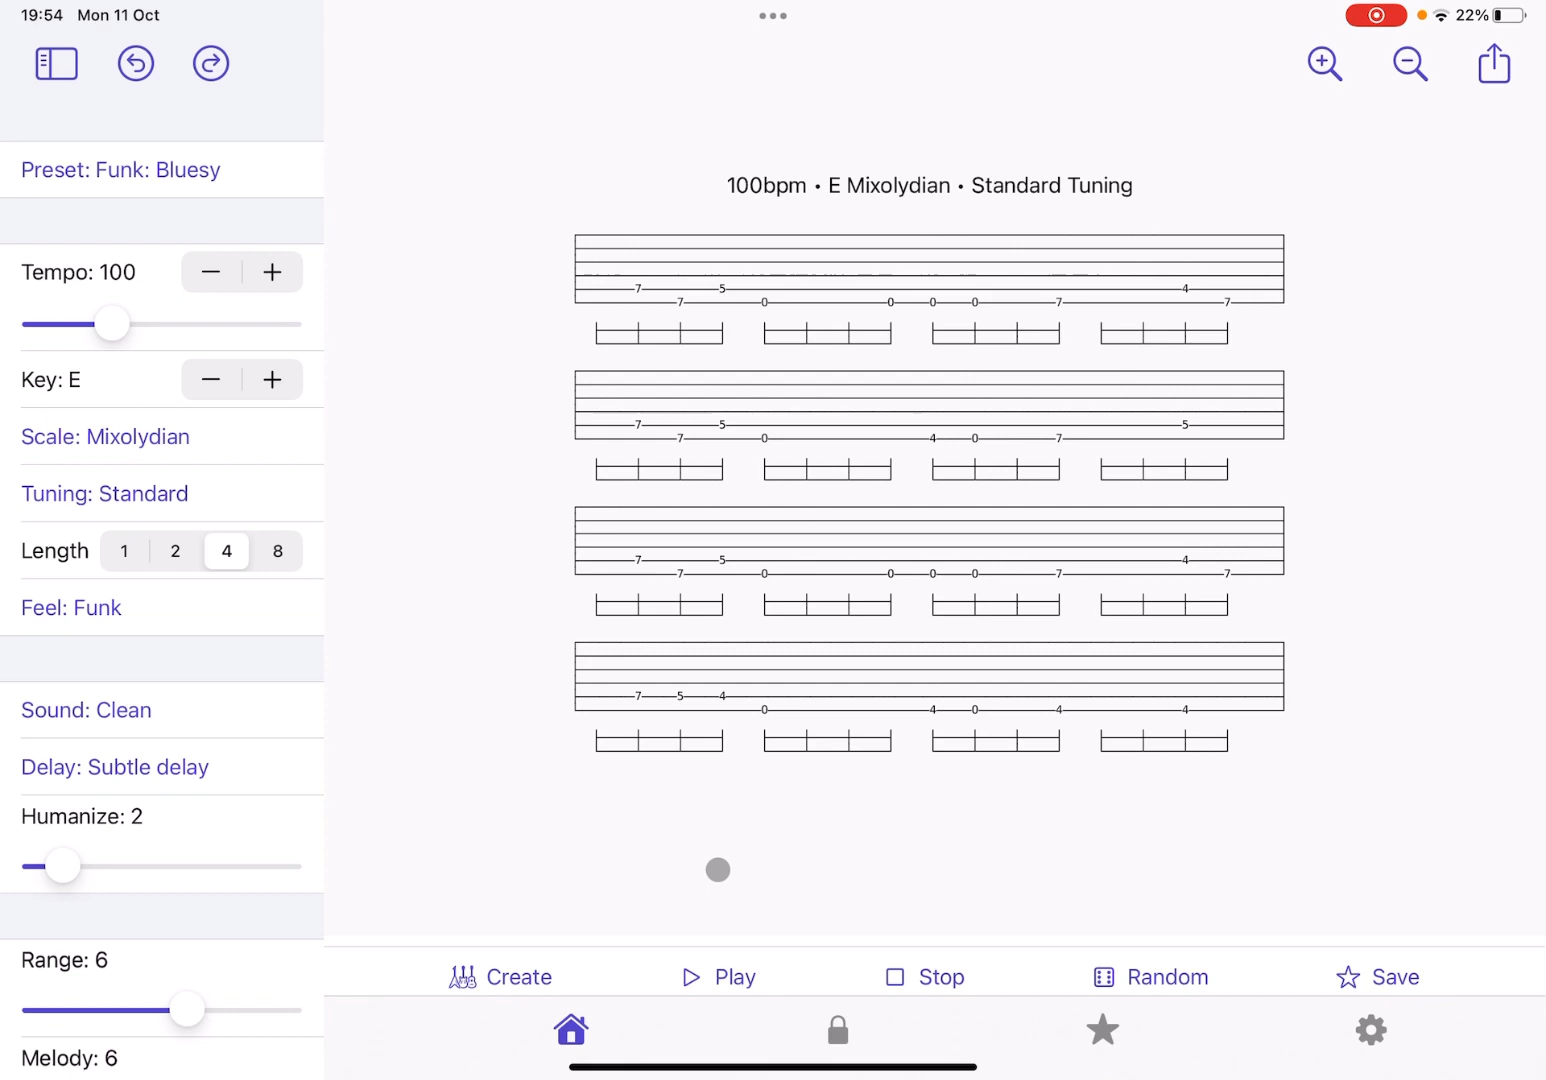 19:54 Mon 11 Oct
22%
Preset: Funk: Bluesy
Tempo: 100
Key: E
Scale: Mixolydian
Tuning: Standard
Length 1 2 4 8
Feel: Funk
Sound: Clean
Delay: Subtle delay
Humanize: 2
Range: 6
Melody: 6
100bpm • E Mixolydian • Standard Tuning
7 5 4
7 0 0 0 0 7 7
7 5 5
7 0 4 0 7
7 5 4
7 0 0 0 0 7 7
7 5 4
0 4 0 4 4
Create Play Stop Random Save